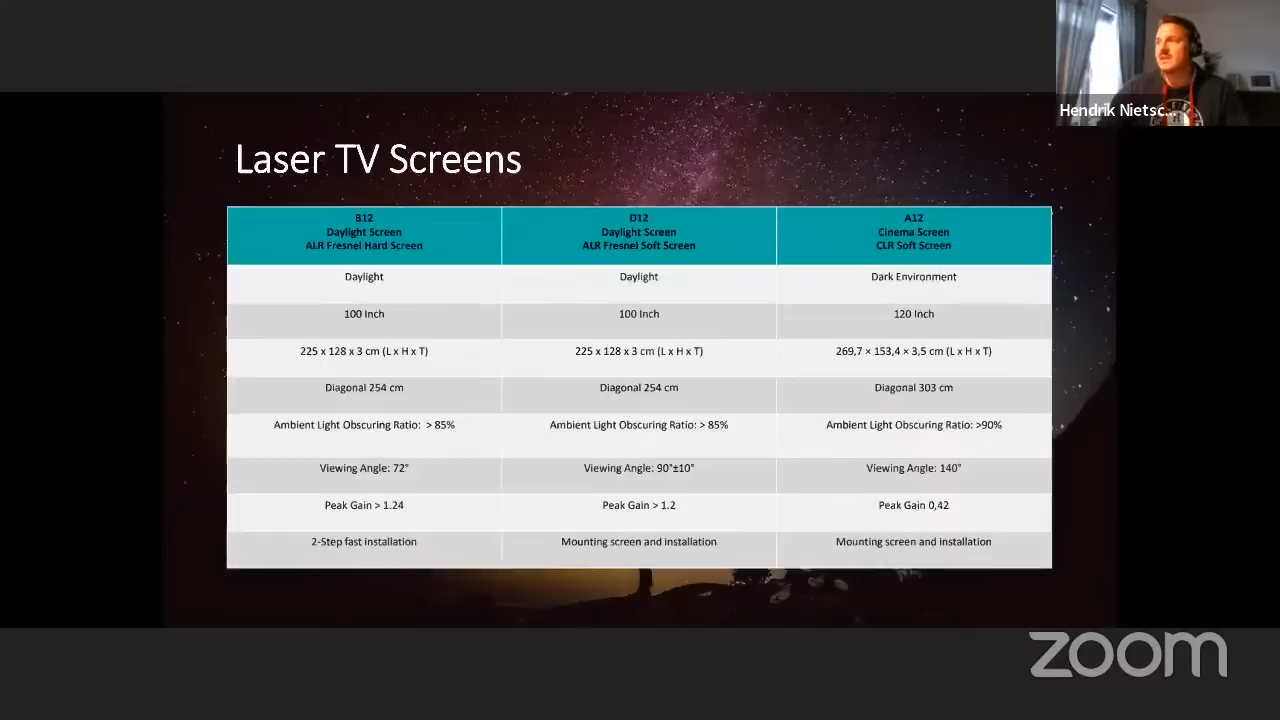 Hendrik Nietsc...
Laser TV Screens
B12
Daylight Screen
ALR Fresnel Hard Screen
D12
Daylight Screen
ALR Fresnel Soft Screen
A12
Cinema Screen
CLR Soft Screen
Daylight
Daylight
Dark Environment
100 Inch
100 Inch
120 Inch
225 x 128 x 3 cm (L x H x T)
225 x 128 x 3 cm (L x H x T)
269,7 × 153,4 × 3,5 cm (L x H x T)
Diagonal 254 cm
Diagonal 254 cm
Diagonal 303 cm
Ambient Light Obscuring Ratio: > 85%
Ambient Light Obscuring Ratio: > 85%
Ambient Light Obscuring Ratio: >90%
Viewing Angle: 72°
Viewing Angle: 90°±10°
Viewing Angle: 140°
Peak Gain > 1.24
Peak Gain > 1.2
Peak Gain 0,42
2-Step fast installation
Mounting screen and installation
Mounting screen and installation
zoom